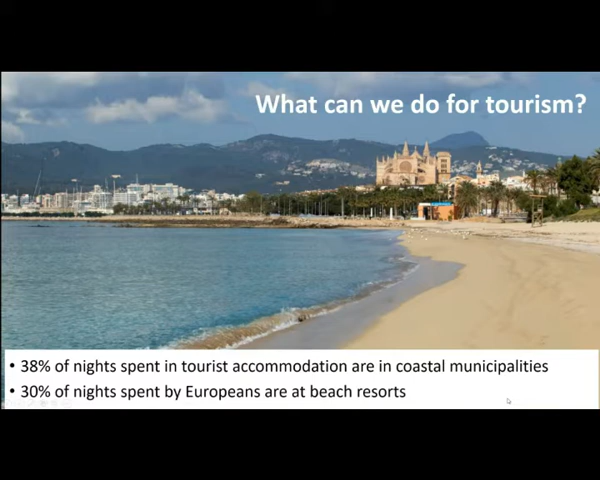 What can we do for tourism?
• 38% of nights spent in tourist accommodation are in coastal municipalities
• 30% of nights spent by Europeans are at beach resorts